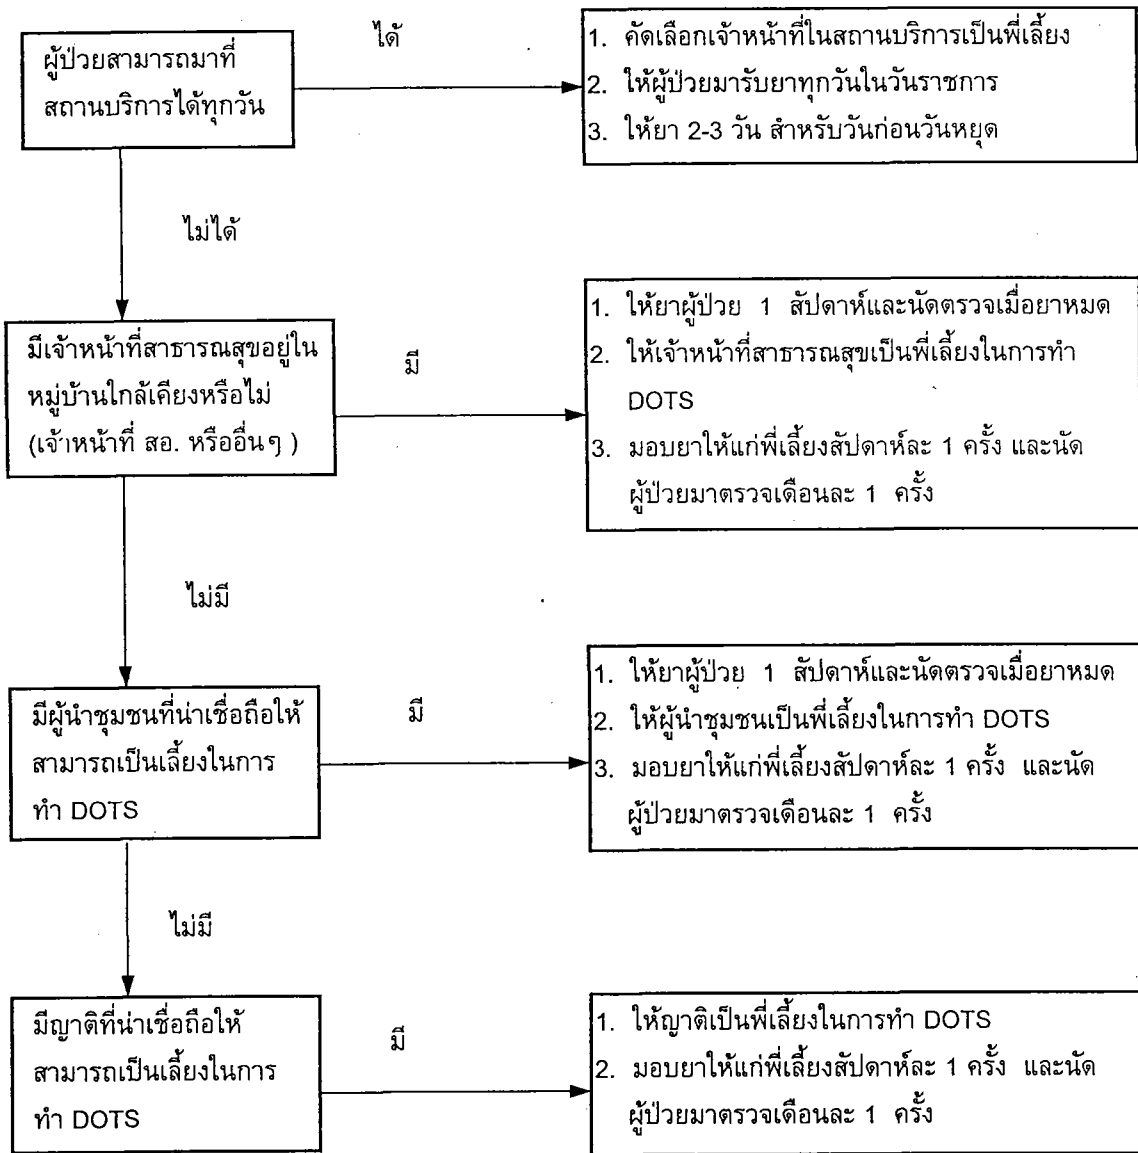 ผู้ป่วยสามารถมาที่
สถานบริการได้ทุกวัน
ได้
1. คัดเลือกเจ้าหน้าที่ในสถานบริการเป็นพี่เลี้ยง
2. ให้ผู้ป่วยมารับยาทุกวันในวันราชการ
3. ให้ยา 2-3 วัน สำหรับวันก่อนวันหยุด
ไม่ได้
มีเจ้าหน้าที่สาธารณสุขอยู่ใน
หมู่บ้านใกล้เคียงหรือไม่
(เจ้าหน้าที่ สอ. หรืออื่นๆ )
มี
1. ให้ยาผู้ป่วย 1 สัปดาห์และนัดตรวจเมื่อยาหมด
2. ให้เจ้าหน้าที่สาธารณสุขเป็นพี่เลี้ยงในการทำ
DOTS
3. มอบยาให้แก่พี่เลี้ยงสัปดาห์ละ 1 ครั้ง และนัด
ผู้ป่วยมาตรวจเดือนละ 1 ครั้ง
ไม่มี
มีผู้นำชุมชนที่น่าเชื่อถือให้
สามารถเป็นเลี้ยงในการ
ทำ DOTS
มี
1. ให้ยาผู้ป่วย 1 สัปดาห์และนัดตรวจเมื่อยาหมด
2. ให้ผู้นำชุมชนเป็นพี่เลี้ยงในการทำ DOTS
3. มอบยาให้แก่พี่เลี้ยงสัปดาห์ละ 1 ครั้ง และนัด
ผู้ป่วยมาตรวจเดือนละ 1 ครั้ง
ไม่มี
มีญาติที่น่าเชื่อถือให้
สามารถเป็นเลี้ยงในการ
ทำ DOTS
มี
1. ให้ญาติเป็นพี่เลี้ยงในการทำ DOTS
2. มอบยาให้แก่พี่เลี้ยงสัปดาห์ละ 1 ครั้ง และนัด
ผู้ป่วยมาตรวจเดือนละ 1 ครั้ง